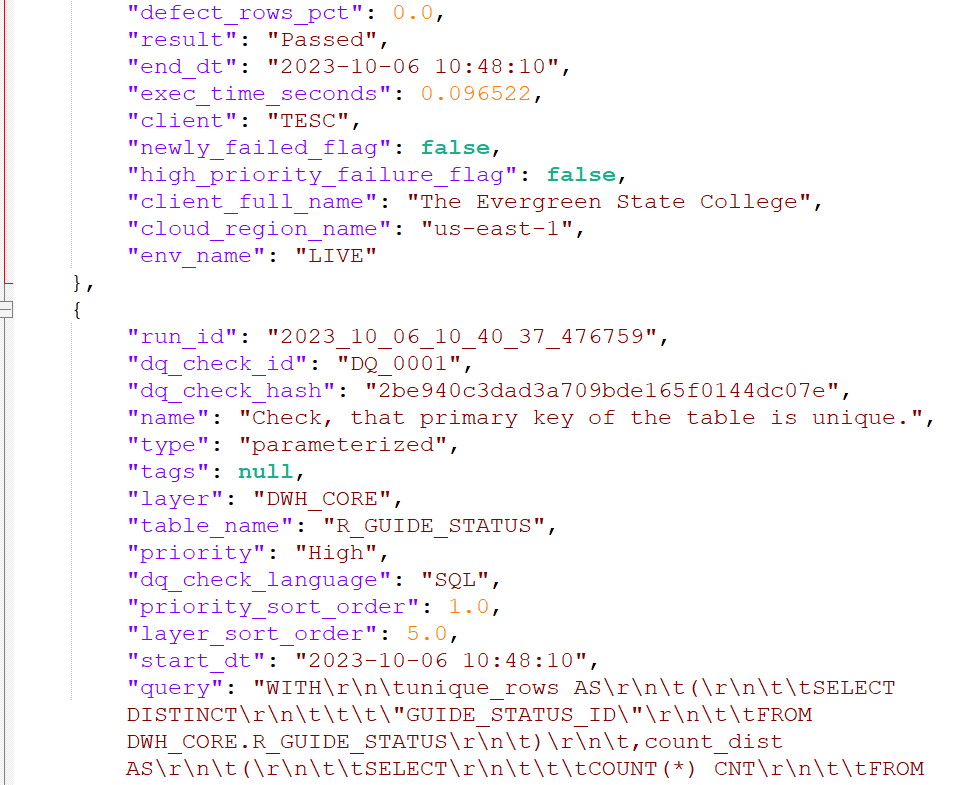 "defect_rows_pct": 0.0,
"result": "Passed",
"end_dt": "2023-10-06 10:48:10",
"exec_time_seconds": 0.096522,
"client": "TESC",
"newly_failed_flag": false,
"high_priority_failure_flag": false,
"client_full_name": "The Evergreen State College",
"cloud_region_name": "us-east-1",
"env_name": "LIVE"
},
{
"run_id": "2023_10_06_10_40_37_476759",
"dq_check_id": "DQ_0001",
"dq_check_hash": "2be940c3dad3a709bde165f0144dc07e",
"name": "Check, that primary key of the table is unique.",
"type": "parameterized",
"tags": null,
"layer": "DWH_CORE",
"table_name": "R_GUIDE_STATUS",
"priority": "High",
"dq_check_language": "SQL",
"priority_sort_order": 1.0,
"layer_sort_order": 5.0,
"start_dt": "2023-10-06 10:48:10",
"query": "WITH\r\n\tunique_rows AS\r\n\t(\r\n\t\tSELECT
DISTINCT\r\n\t\t\t\"GUIDE_STATUS_ID\"\r\n\t\tFROM
DWH_CORE.R_GUIDE_STATUS\r\n\t)\r\n\t,count_dist
AS\r\n\t(\r\n\t\tSELECT\r\n\t\t\tCOUNT(*) CNT\r\n\t\tFROM